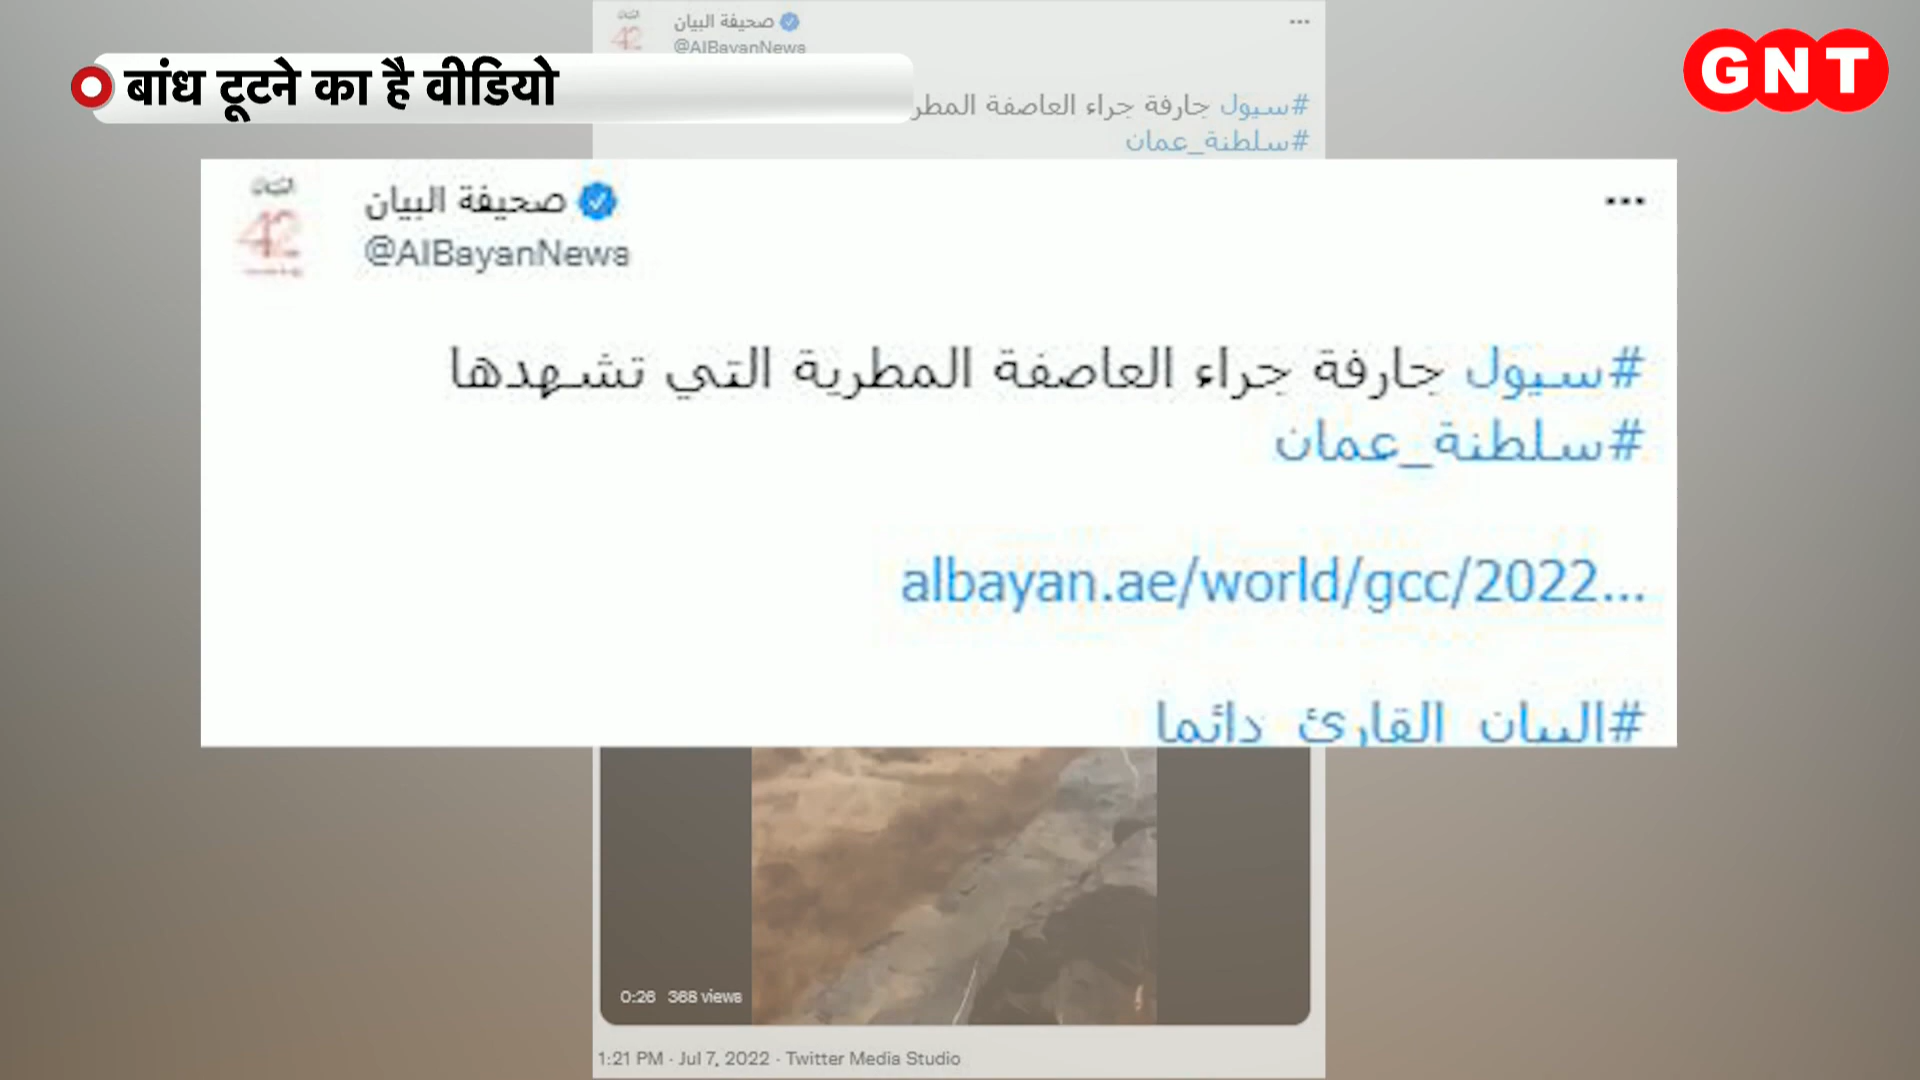 صحيفة البيان
@AlBayanNews
#سيول جارفة جراء العاصفة المطر
#سلطنة_عمان
बांध टूटने का है वीडियो
GNT
البيان
42
صحيفة البيان
@AlBayanNews
#سيول جارفة جراء العاصفة المطرية التي تشهدها
#سلطنة_عمان
albayan.ae/world/gcc/2022...
#البيان_القارئ_دائما
0:26 368 views
1:21 PM · Jul 7, 2022 · Twitter Media Studio